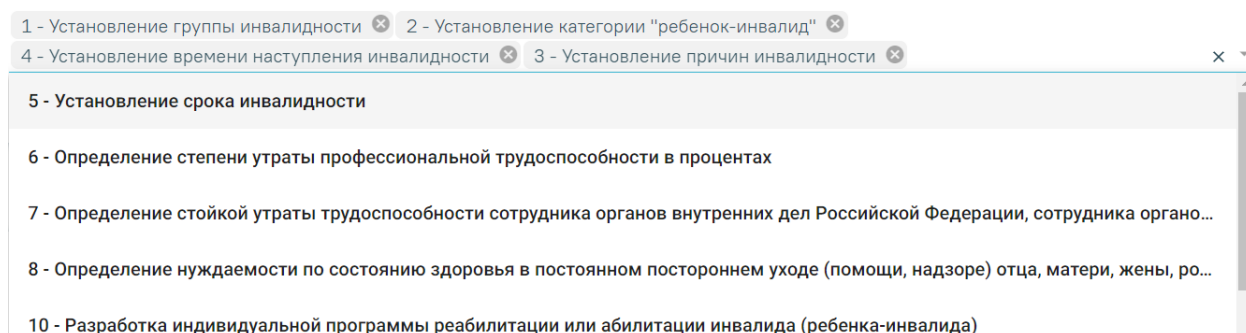 1 - Установление группы инвалидности 2 - Установление категории "ребенок-инвалид"
4 - Установление времени наступления инвалидности 3 - Установление причин инвалидности
5 - Установление срока инвалидности
6 - Определение степени утраты профессиональной трудоспособности в процентах
7 - Определение стойкой утраты трудоспособности сотрудника органов внутренних дел Российской Федерации, сотрудника органо...
8 - Определение нуждаемости по состоянию здоровья в постоянном постороннем уходе (помощи, надзоре) отца, матери, жены, ро...
10 - Разработка индивидуальной программы реабилитации или абилитации инвалида (ребенка-инвалида)